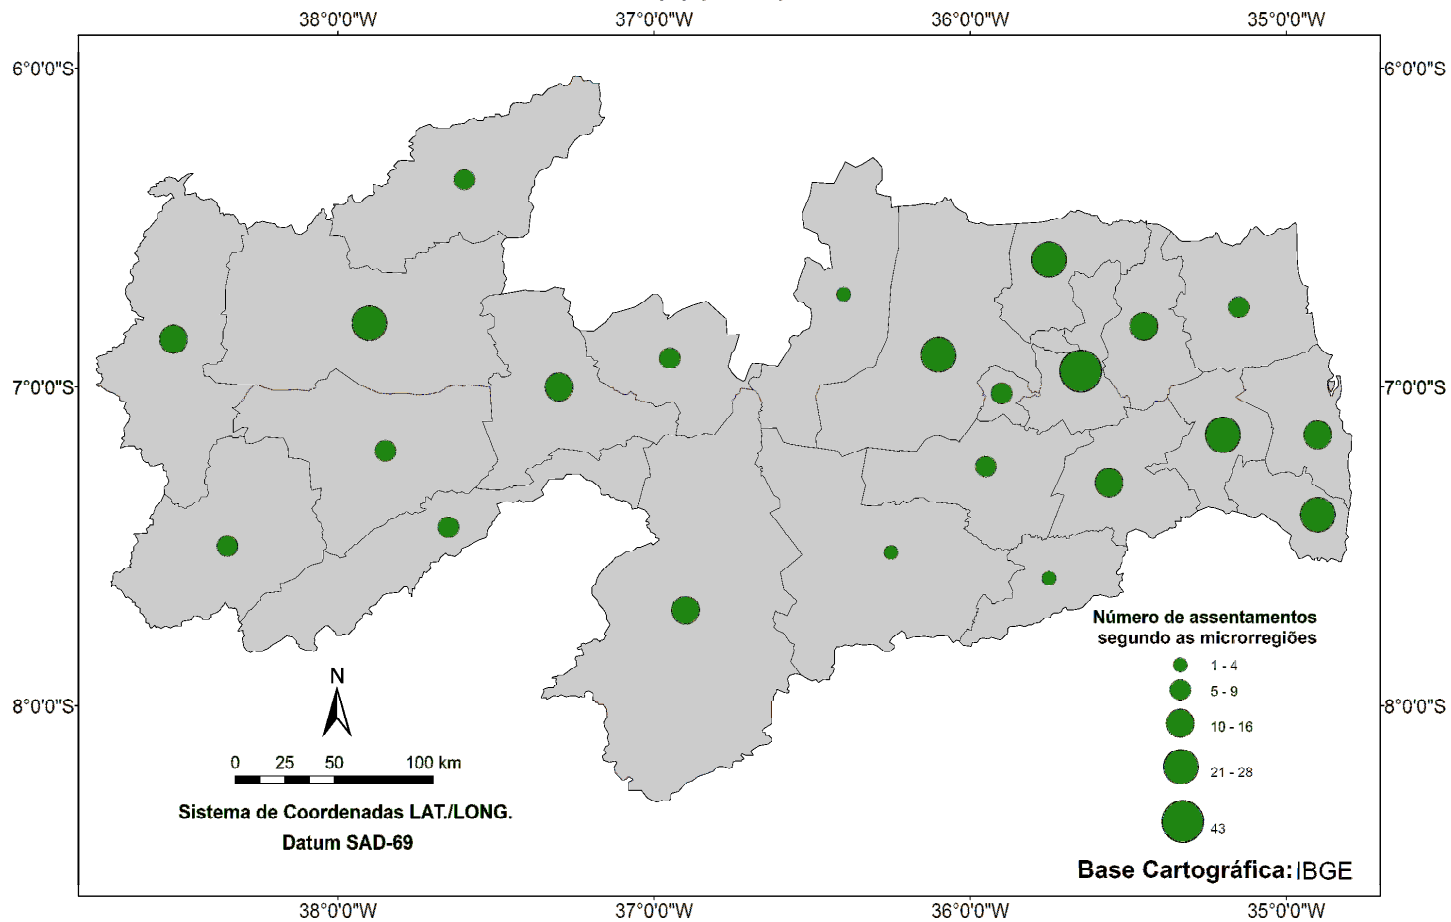 38°0'0"W 37°0'0"W 36°0'0"W 35°0'0"W
6°0'0"S 6°0'0"S
7°0'0"S 7°0'0"S
Número de assentamentos
segundo as microrregiões
1 - 4
5 - 9
10 - 16
21 - 28
43
8°0'0"S 8°0'0"S
N
0 25 50 100 km
Sistema de Coordenadas LAT./LONG.
Datum SAD-69
Base Cartográfica: IBGE
38°0'0"W 37°0'0"W 36°0'0"W 35°0'0"W